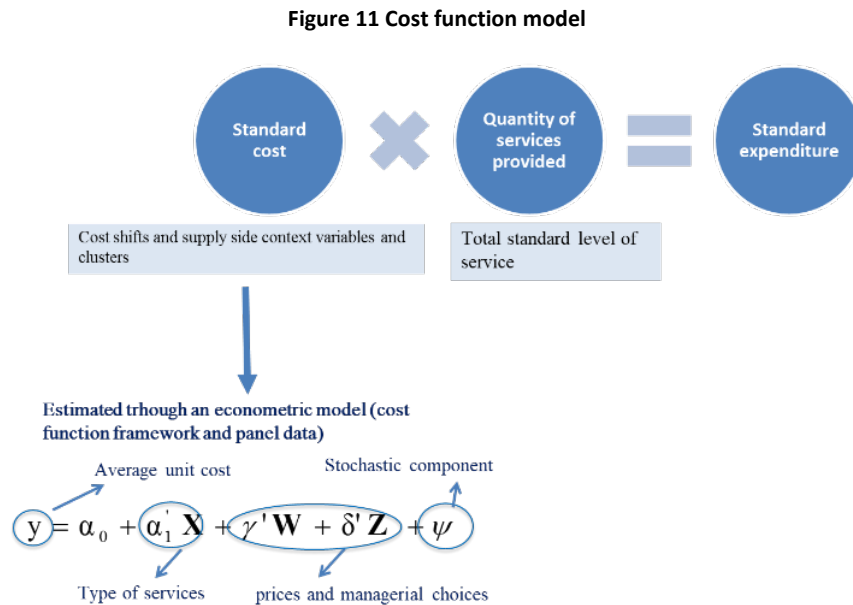 Figure 11 Cost function model
Standard
cost
Quantity of
services
provided
Standard
expenditure
Cost shifts and supply side context variables and
clusters
Total standard level of
service
Estimated trhough an econometric model (cost
function framework and panel data)
Average unit cost
Stochastic component
y = α₀ + α₁' X + γ' W + δ' Z + ψ
Type of services
prices and managerial choices